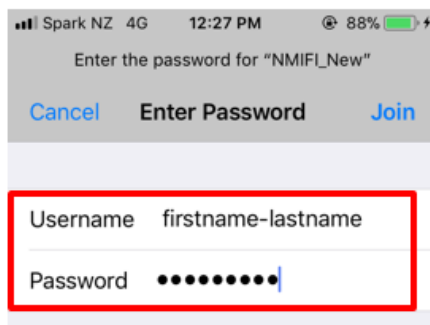 Spark NZ 4G 12:27 PM 88%
Enter the password for “NMIFI_New”
Cancel Enter Password Join
Username firstname-lastname
Password •••••••••